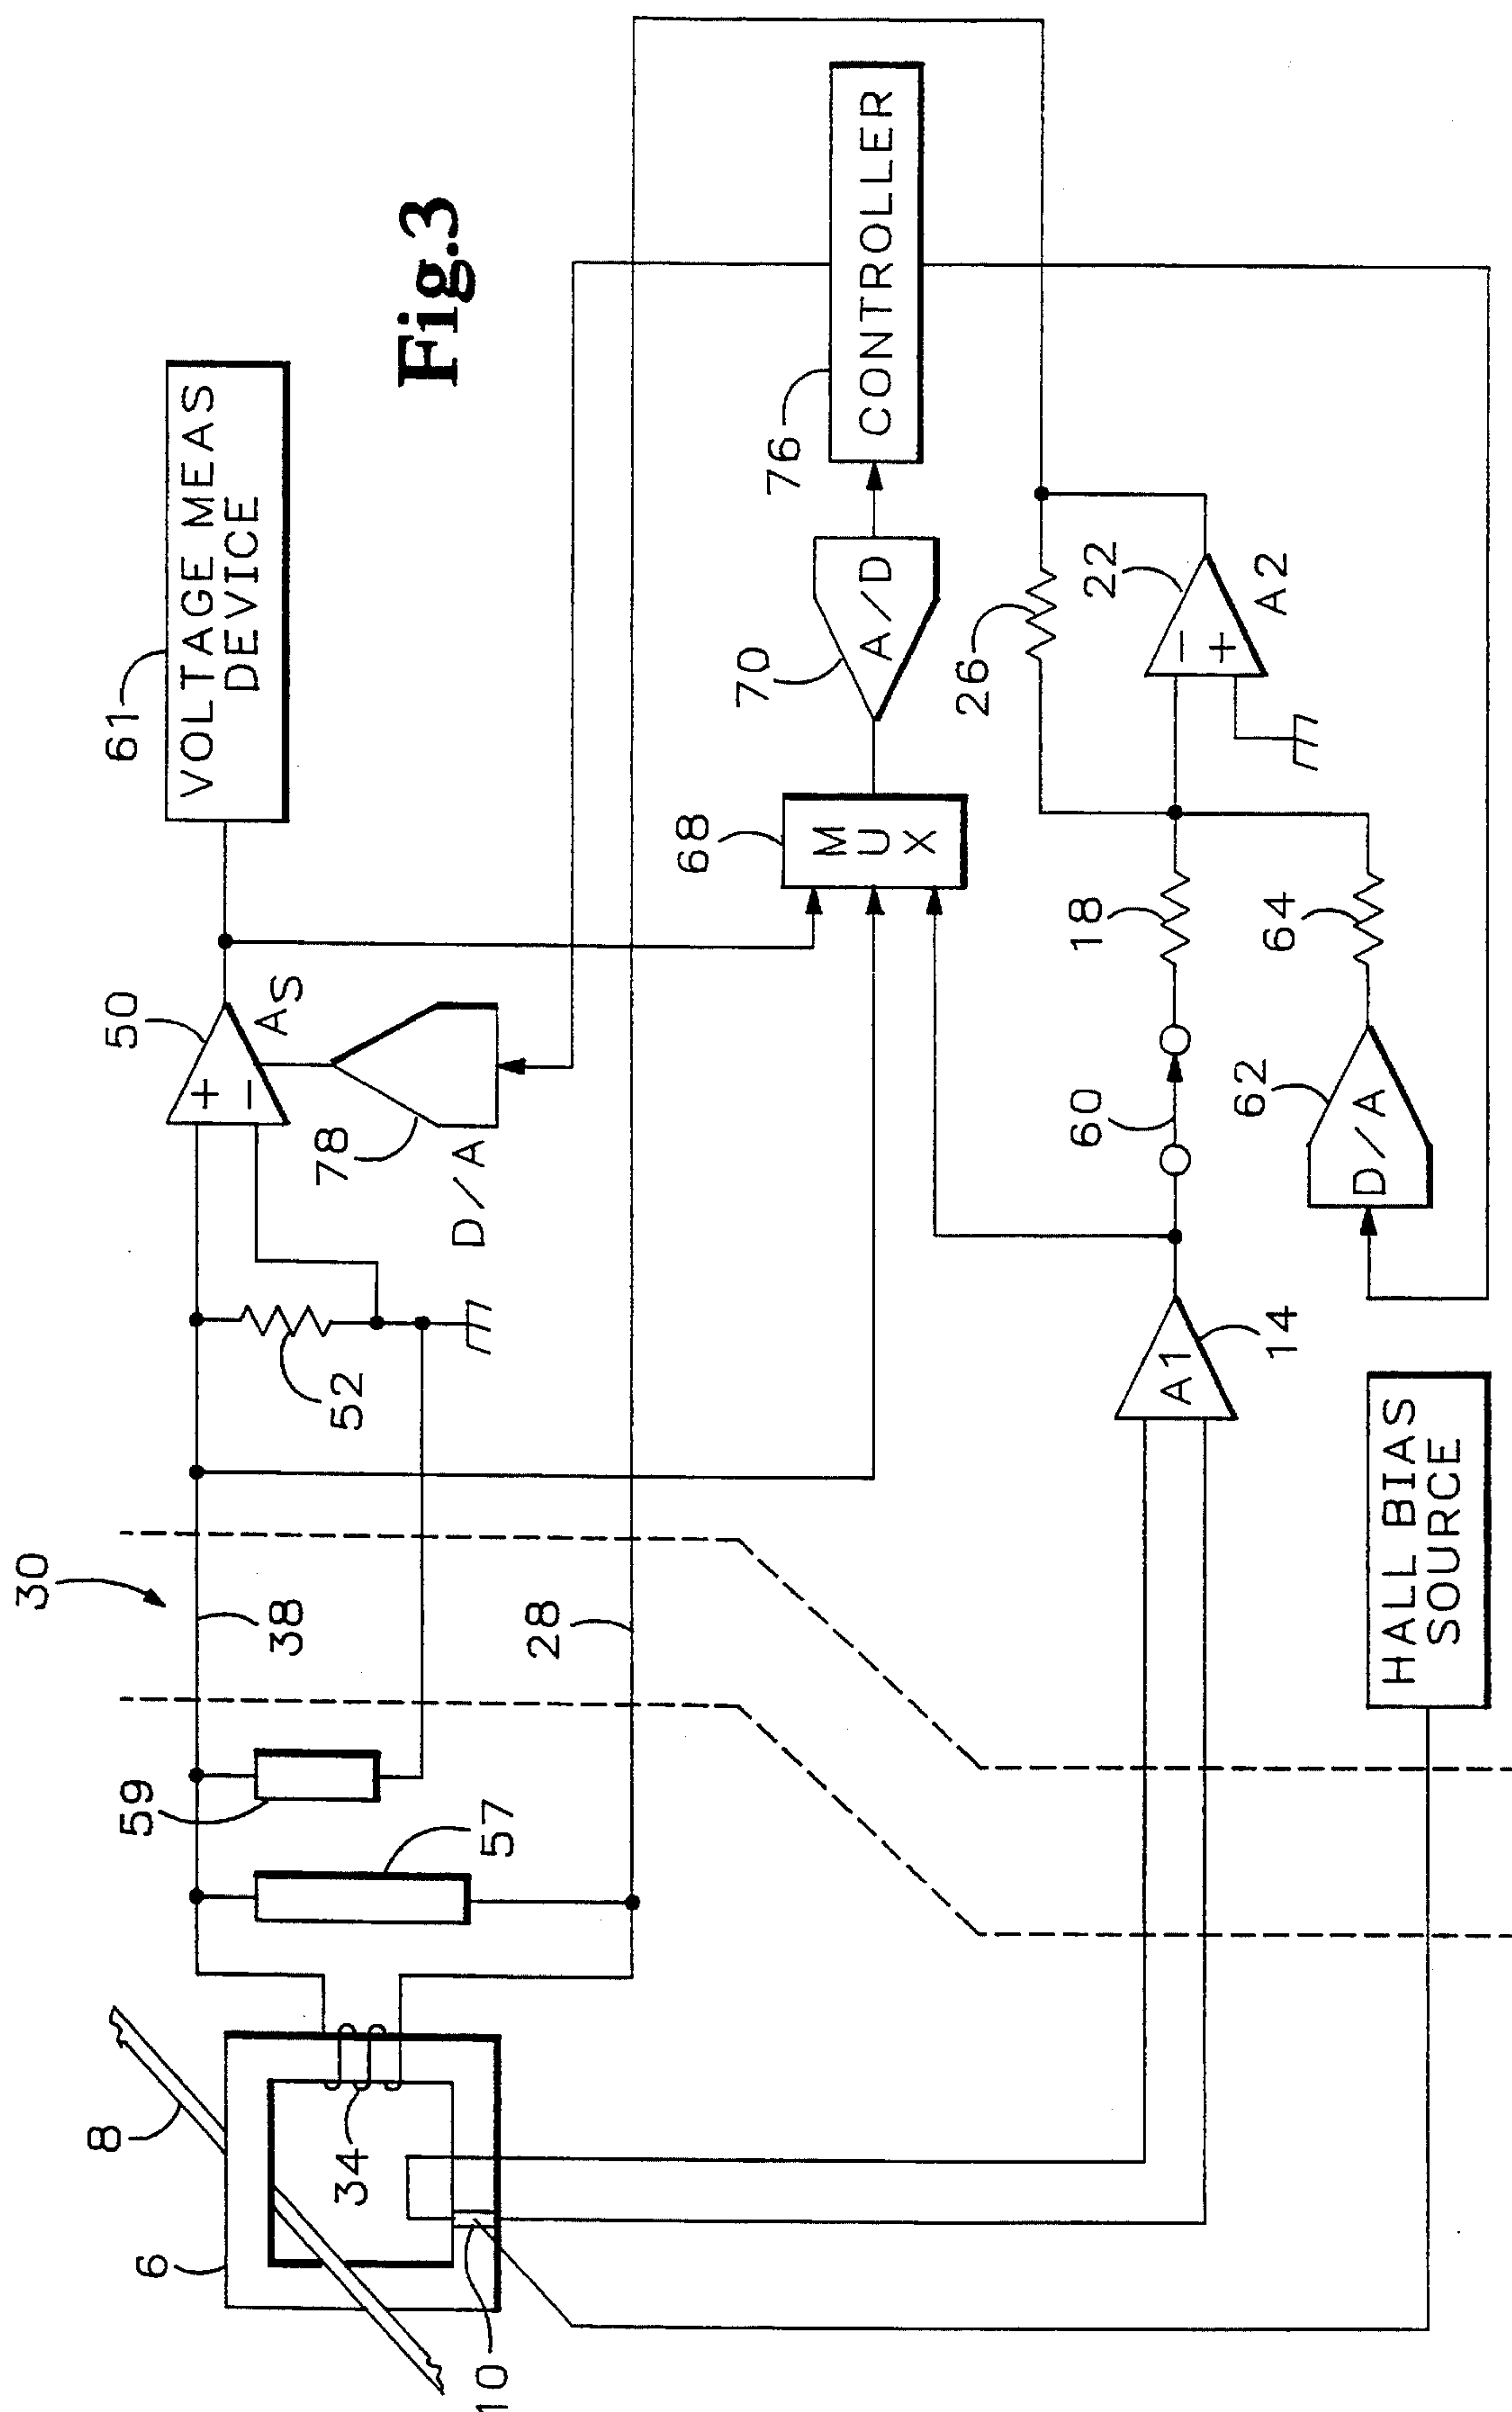 Fig.3
30
38
28
8
6
34
10
59
57
52
50
+
−
AS
78
D/A
61
VOLTAGE MEAS
DEVICE
68
MUX
70
A/D
76
CONTROLLER
26
22
−
+
A2
18
60
64
62
D/A
A1
14
HALL BIAS
SOURCE